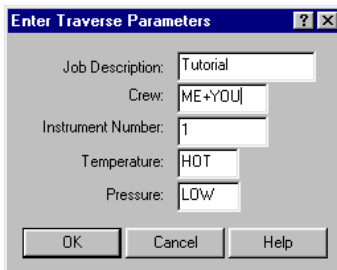 Enter Traverse Parameters
Job Description: Tutorial
Crew: ME+YOU
Instrument Number: 1
Temperature: HOT
Pressure: LOW
OK Cancel Help